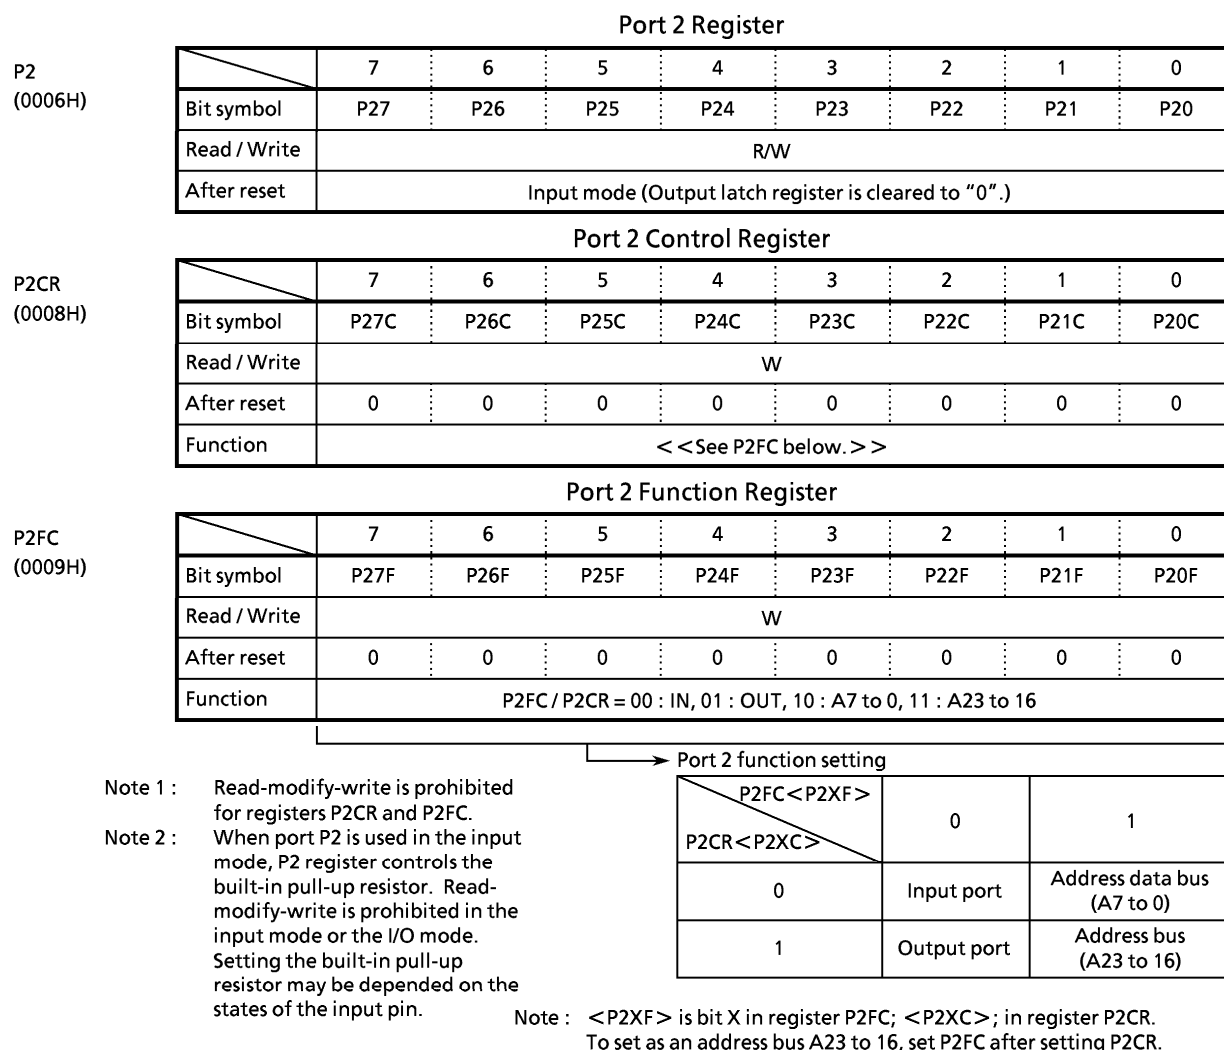 Port 2 Register
P2
(0006H)
7 6 5 4 3 2 1 0
Bit symbol P27 P26 P25 P24 P23 P22 P21 P20
Read / Write R/W
After reset Input mode (Output latch register is cleared to “0”.)
Port 2 Control Register
P2CR
(0008H)
7 6 5 4 3 2 1 0
Bit symbol P27C P26C P25C P24C P23C P22C P21C P20C
Read / Write W
After reset 0 0 0 0 0 0 0 0
Function <<See P2FC below.>>
Port 2 Function Register
P2FC
(0009H)
7 6 5 4 3 2 1 0
Bit symbol P27F P26F P25F P24F P23F P22F P21F P20F
Read / Write W
After reset 0 0 0 0 0 0 0 0
Function P2FC / P2CR = 00 : IN, 01 : OUT, 10 : A7 to 0, 11 : A23 to 16
Note 1 : Read-modify-write is prohibited
for registers P2CR and P2FC.
Note 2 : When port P2 is used in the input
mode, P2 register controls the
built-in pull-up resistor. Read-
modify-write is prohibited in the
input mode or the I/O mode.
Setting the built-in pull-up
resistor may be depended on the
states of the input pin.
Port 2 function setting
P2FC<P2XF>
P2CR<P2XC>
0 1
0 Input port Address data bus
(A7 to 0)
1 Output port Address bus
(A23 to 16)
Note : <P2XF> is bit X in register P2FC; <P2XC>; in register P2CR.
To set as an address bus A23 to 16, set P2FC after setting P2CR.